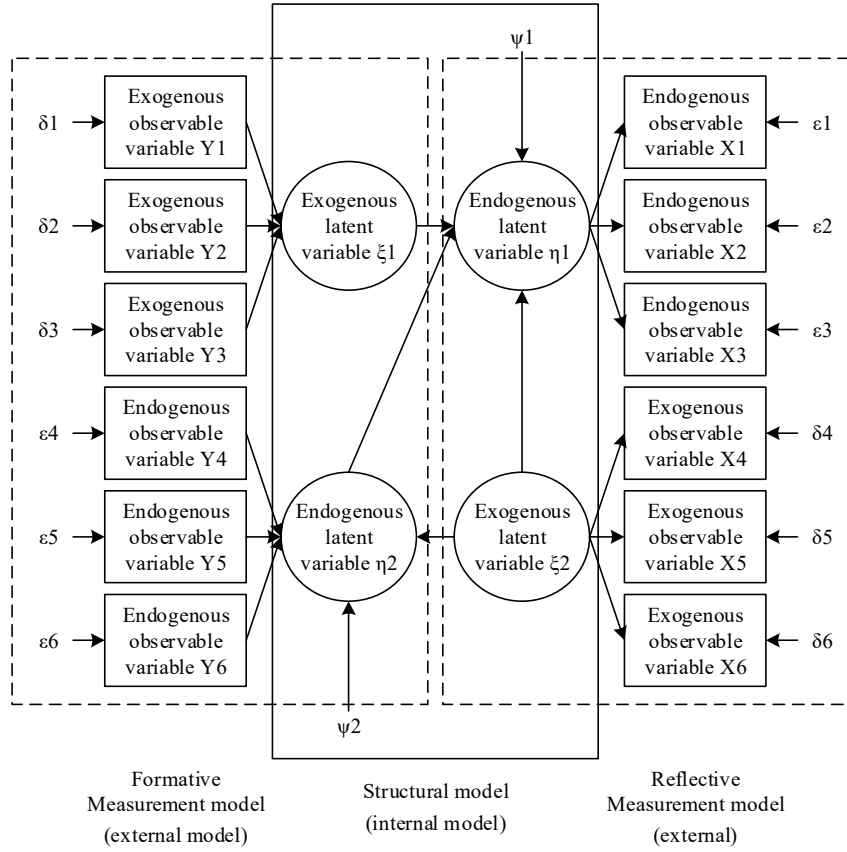 ψ1
δ1
Exogenous
observable
variable Y1
δ2
Exogenous
observable
variable Y2
δ3
Exogenous
observable
variable Y3
ε4
Endogenous
observable
variable Y4
ε5
Endogenous
observable
variable Y5
ε6
Endogenous
observable
variable Y6
Exogenous
latent
variable ξ1
Endogenous
latent
variable η2
ψ2
Endogenous
latent
variable η1
Exogenous
latent
variable ξ2
Endogenous
observable
variable X1
ε1
Endogenous
observable
variable X2
ε2
Endogenous
observable
variable X3
ε3
Exogenous
observable
variable X4
δ4
Exogenous
observable
variable X5
δ5
Exogenous
observable
variable X6
δ6
Formative
Measurement model
(external model)
Structural model
(internal model)
Reflective
Measurement model
(external)